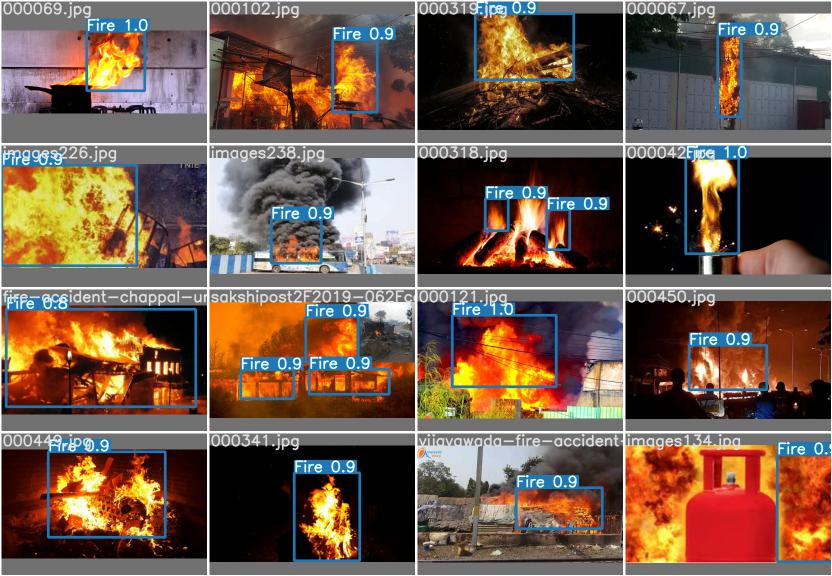 000069.jpg
Fire 1.0
000102.jpg
Fire 0.9
000319.jpg
Fire 0.9
000067.jpg
Fire 0.9
images226.jpg
Fire 0.9
images238.jpg
Fire 0.9
000318.jpg
Fire 0.9
Fire 0.9
Fire 1.0
fire-accident-chappal-un
Fire 0.8
sakshipost2F2019-062F
Fire 0.9
Fire 0.9
Fire 0.9
000121.jpg
Fire 1.0
000450.jpg
Fire 0.9
000449.jpg
Fire 0.9
000341.jpg
Fire 0.9
vijayawada-fire-accident-
Fire 0.9
images134.jpg
Fire 0.9